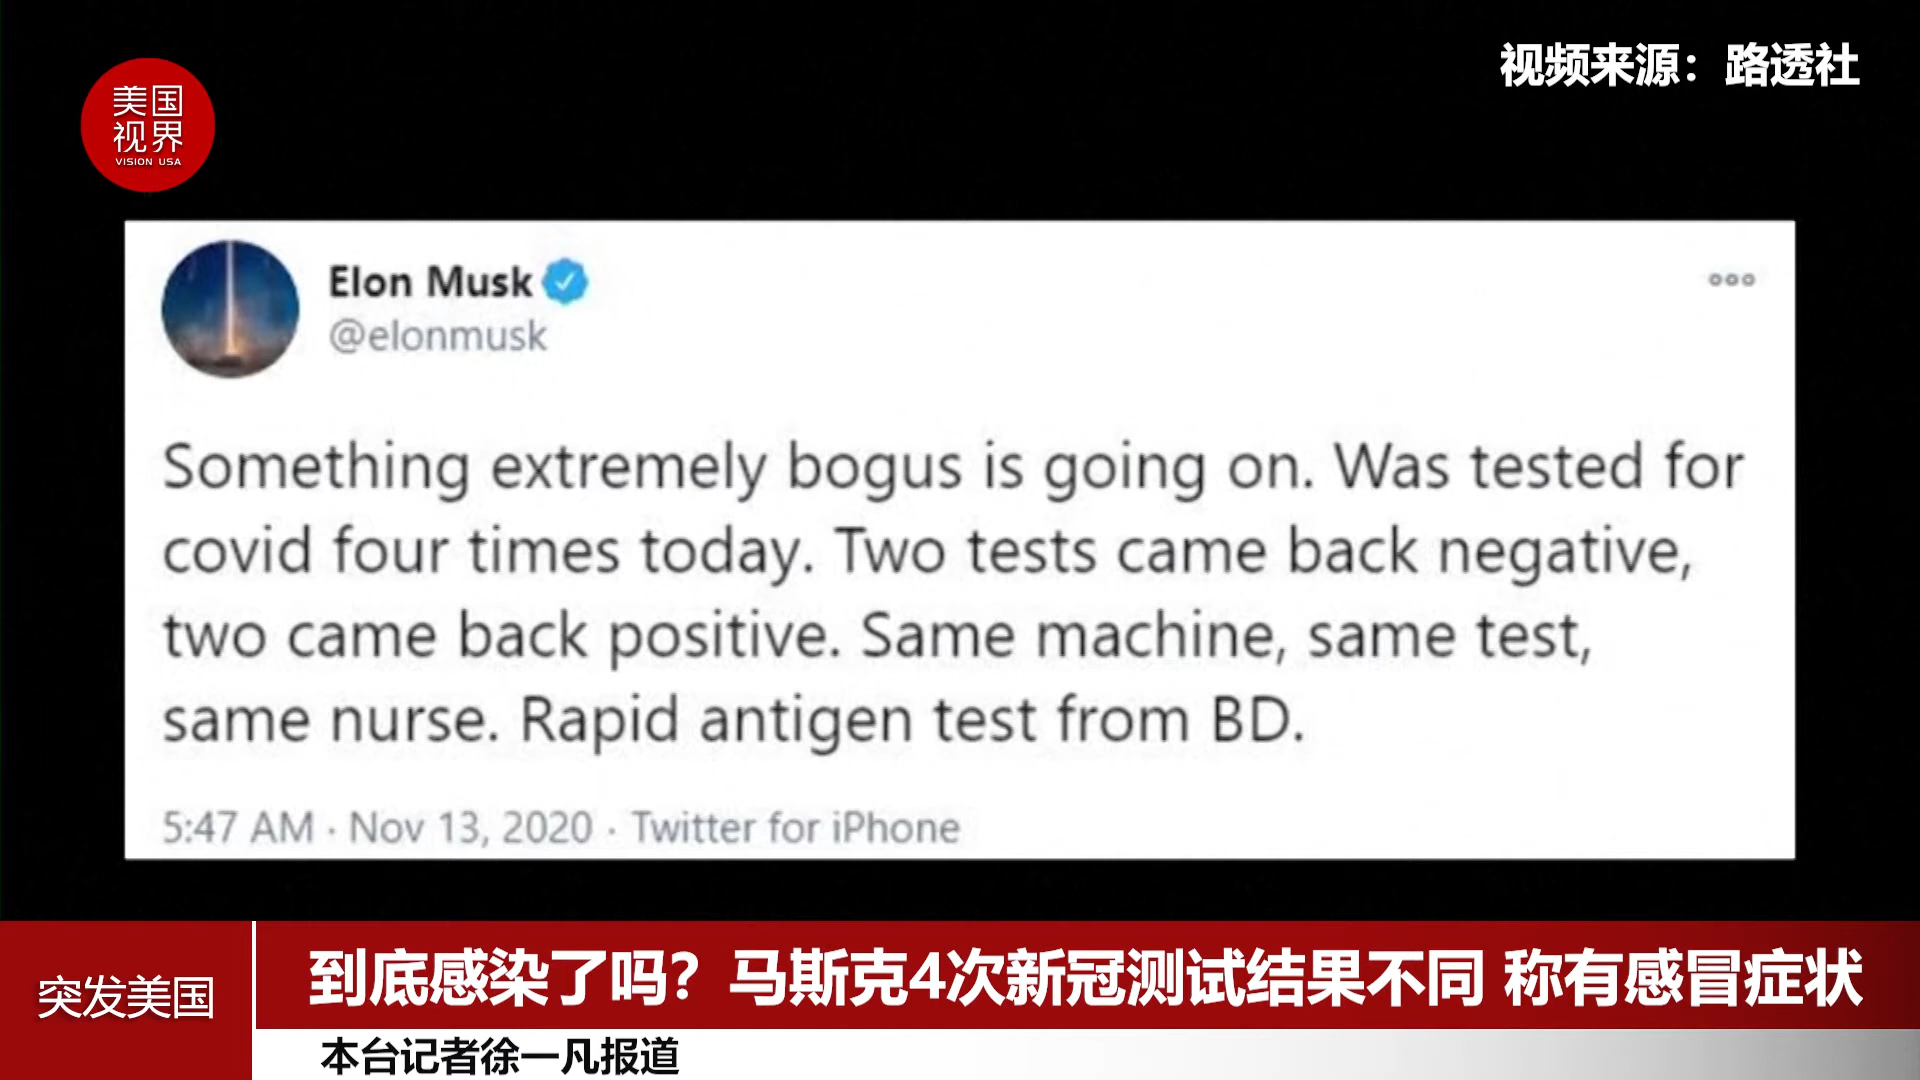 视频来源：路透社
美国
视界
VISION USA
Elon Musk
@elonmusk
Something extremely bogus is going on. Was tested for
covid four times today. Two tests came back negative,
two came back positive. Same machine, same test,
same nurse. Rapid antigen test from BD.
5:47 AM · Nov 13, 2020 · Twitter for iPhone
突发美国
到底感染了吗？马斯克4次新冠测试结果不同 称有感冒症状
本台记者徐一凡报道